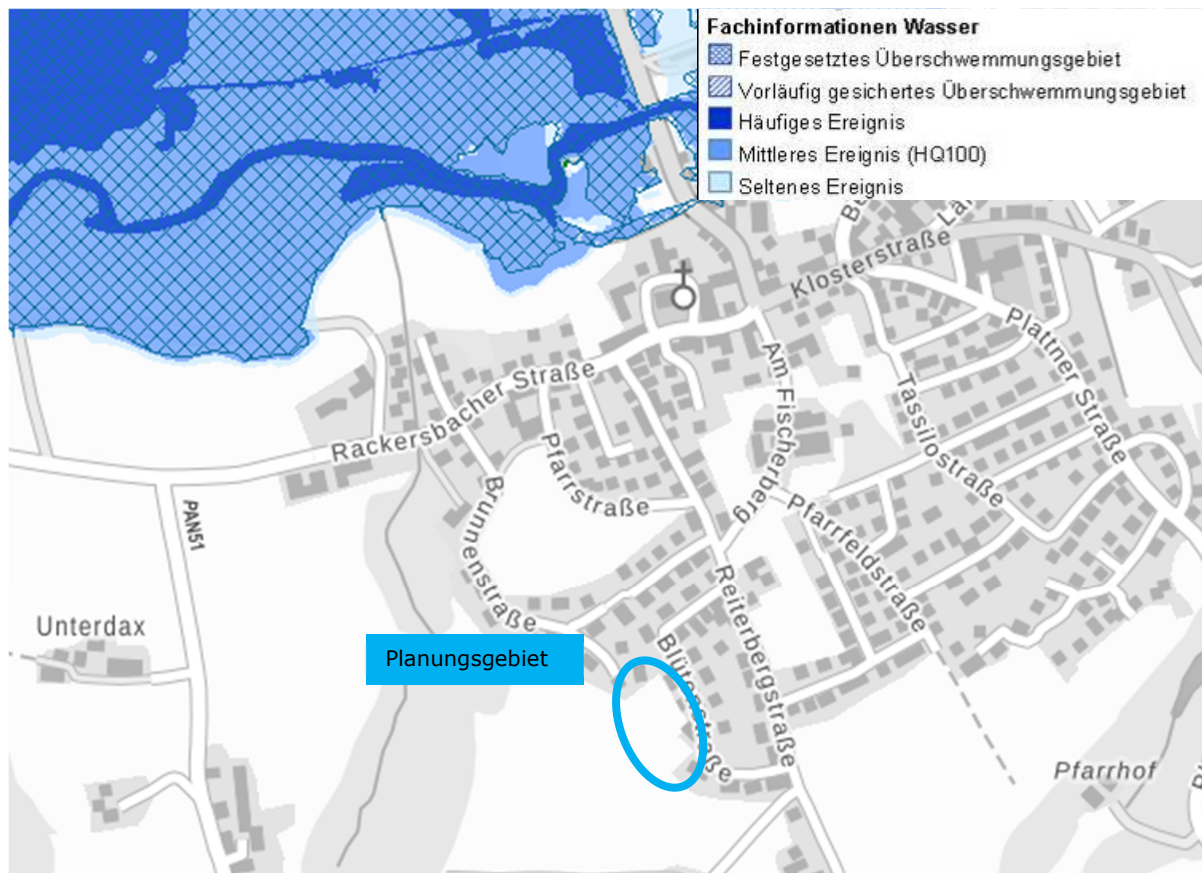 Fachinformationen Wasser
Festgesetztes Überschwemmungsgebiet
Vorläufig gesichertes Überschwemmungsgebiet
Häufiges Ereignis
Mittleres Ereignis (HQ100)
Seltenes Ereignis
Klosterstraße
Plattner Straße
Am Fischerberg
Tassilostraße
Rackersbacher Straße
Pfarrstraße
Brunnenstraße
PAN51
Pfarrfeldstraße
Reiterbergstraße
Unterdax
Planungsgebiet
Blütenstraße
Pfarrhof